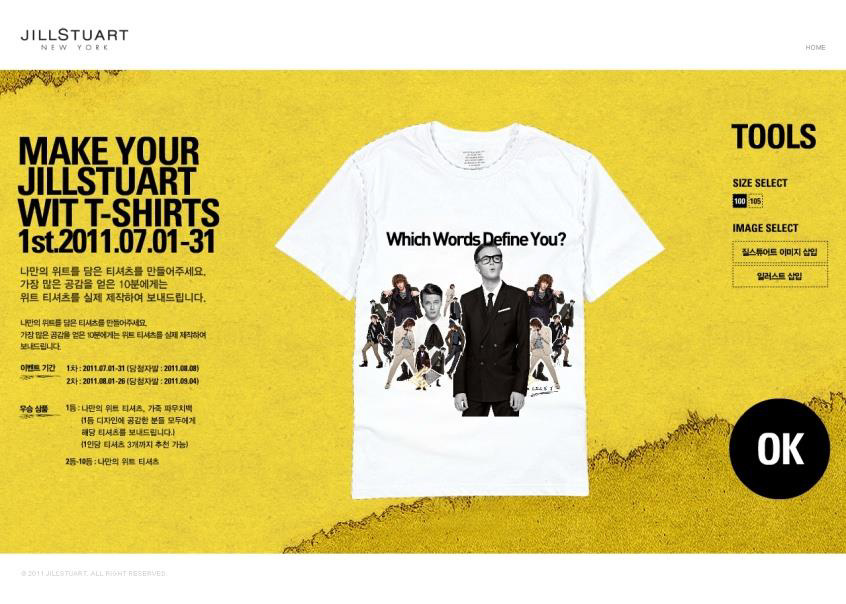 JILLSTUART
NEW YORK
HOME
MAKE YOUR
JILLSTUART
WIT T-SHIRTS
1st.2011.07.01-31
나만의 위트를 담은 티셔츠를 만들어주세요.
가장 많은 공감을 얻은 10분에게는
위트 티셔츠를 실제 제작하여 보내드립니다.
나만의 위트를 담은 티셔츠를 만들어주세요.
가장 많은 공감을 얻은 10분에게는 위트 티셔츠를 실제 제작하여
보내드립니다.
이벤트 기간
1차 : 2011.07.01-31 (당첨자발 : 2011.08.08)
2차 : 2011.08.01-26 (당첨자발 : 2011.09.04)
우승 상품
1등 : 나만의 위트 티셔츠, 가죽 파우치백
(1등 디자인에 공감한 분들 모두에게
해당 티셔츠를 보내드립니다.)
(1인당 티셔츠 3개까지 추천 가능)
2등-10등 : 나만의 위트 티셔츠
Which Words Define You?
TOOLS
SIZE SELECT
100 105
IMAGE SELECT
질스튜어트 이미지 삽입
일러스트 삽입
OK
© 2011 JILLSTUART. ALL RIGHT RESERVED.